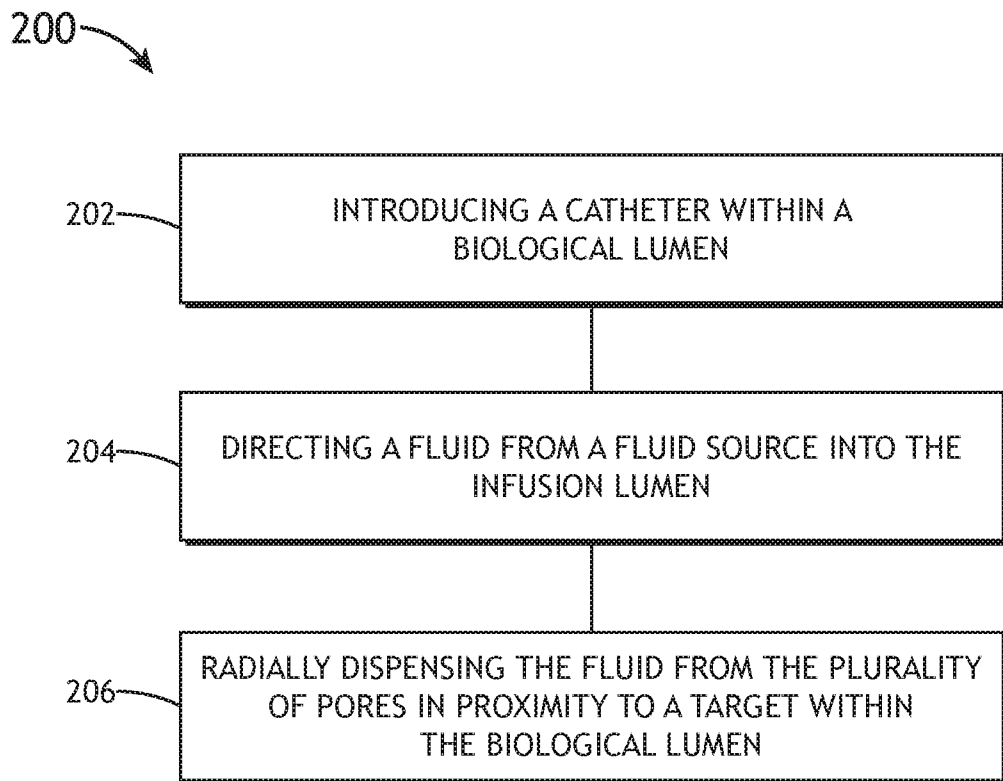 200
202
INTRODUCING A CATHETER WITHIN A
BIOLOGICAL LUMEN
204
DIRECTING A FLUID FROM A FLUID SOURCE INTO THE
INFUSION LUMEN
206
RADIALLY DISPENSING THE FLUID FROM THE PLURALITY
OF PORES IN PROXIMITY TO A TARGET WITHIN
THE BIOLOGICAL LUMEN